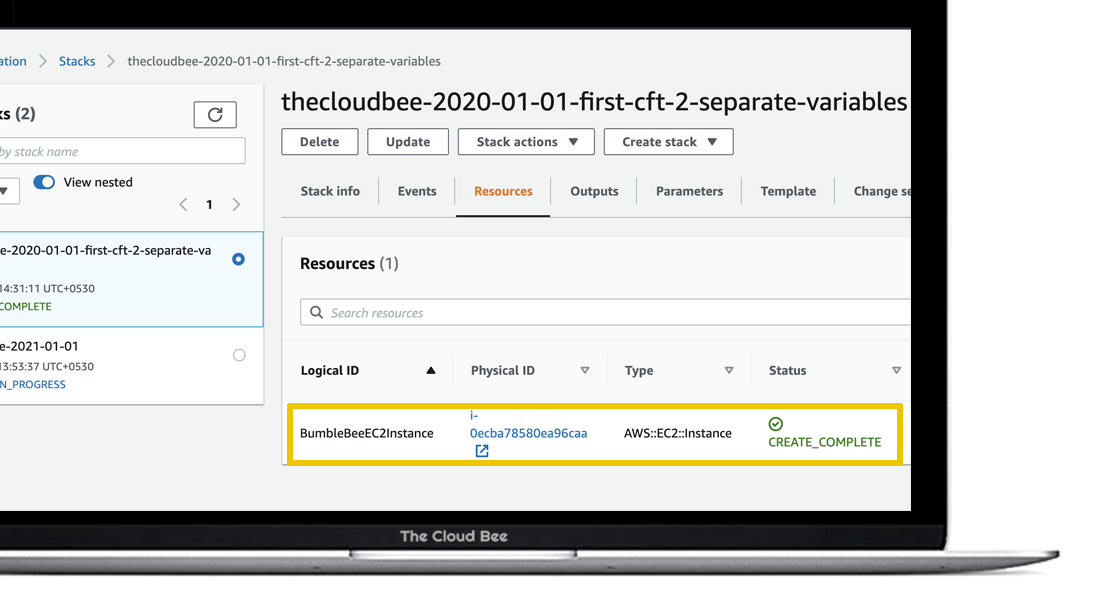 ation > Stacks > thecloudbee-2020-01-01-first-cft-2-separate-variables
ks (2)
by stack name
View nested
1
e-2020-01-01-first-cft-2-separate-va
14:31:11 UTC+0530
COMPLETE
e-2021-01-01
13:53:37 UTC+0530
N_PROGRESS
thecloudbee-2020-01-01-first-cft-2-separate-variables
Delete Update Stack actions Create stack
Stack info Events Resources Outputs Parameters Template Change se
Resources (1)
Search resources
Logical ID Physical ID Type Status
BumbleBeeEC2Instance i-
0ecba78580ea96caa AWS::EC2::Instance CREATE_COMPLETE
The Cloud Bee